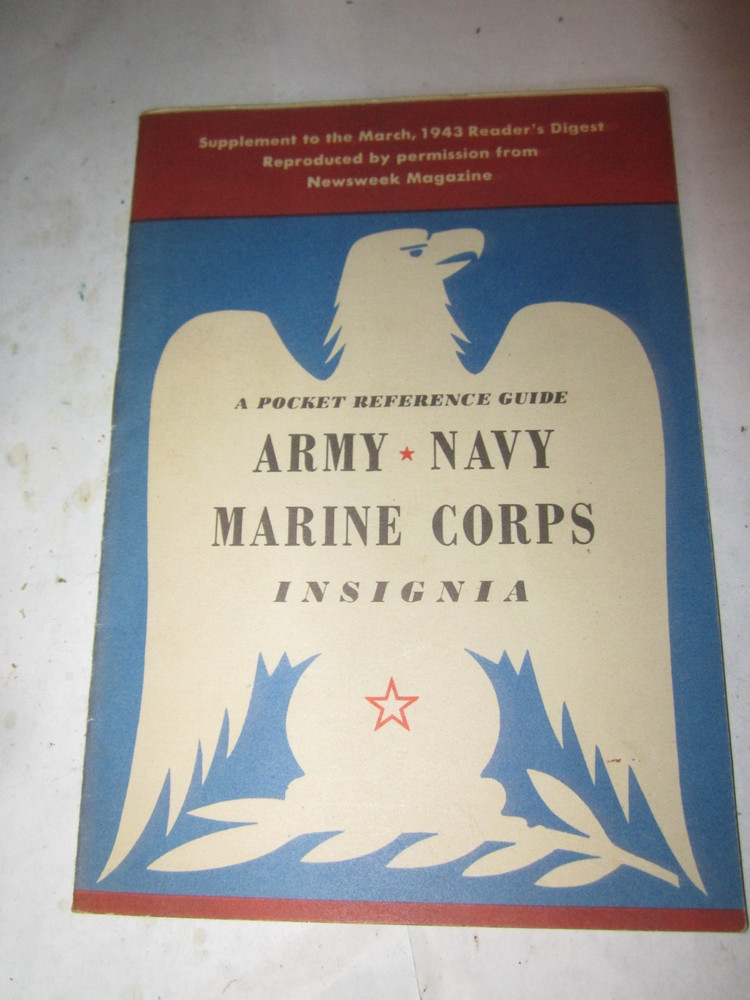 Supplement to the March, 1943 Reader's Digest
Reproduced by permission from
Newsweek Magazine
A POCKET REFERENCE GUIDE
ARMY ★ NAVY
MARINE CORPS
INSIGNIA